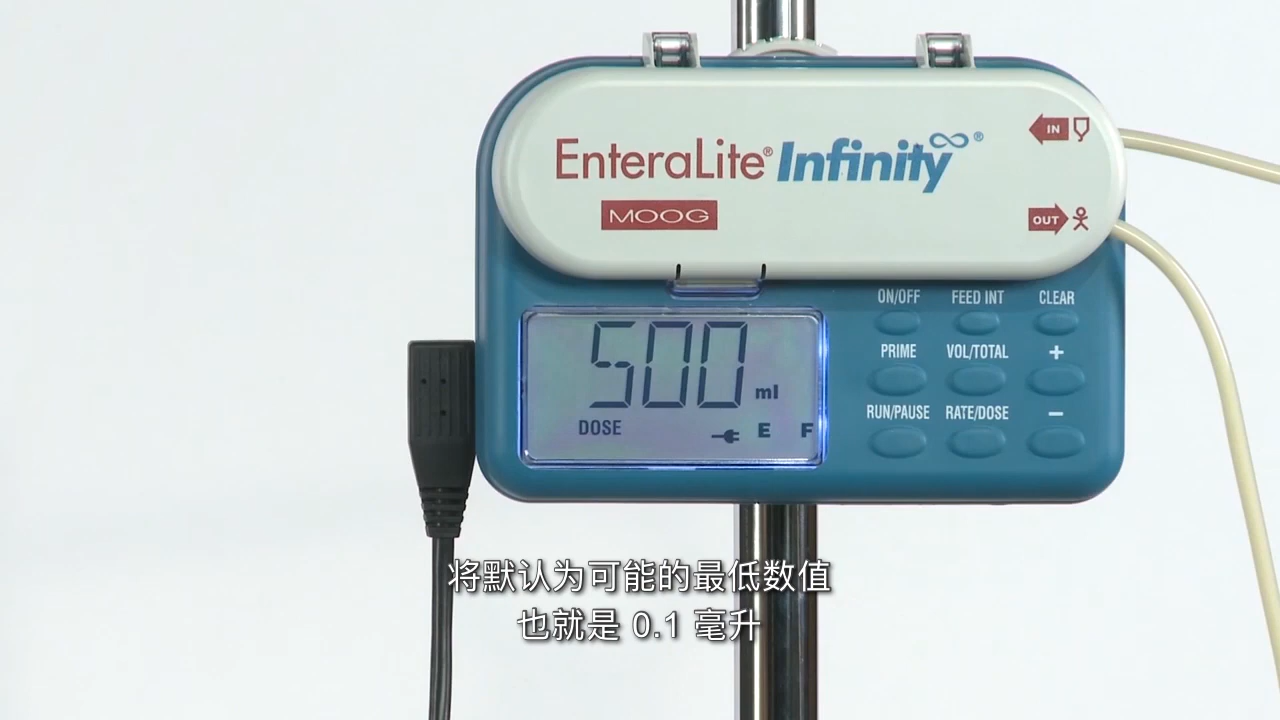 EnteraLite® Infinity®
MOOG
IN
OUT
ON/OFF FEED INT CLEAR
PRIME VOL/TOTAL +
RUN/PAUSE RATE/DOSE −
500 ml
DOSE E F
将默认为可能的最低数值
也就是 0.1 毫升